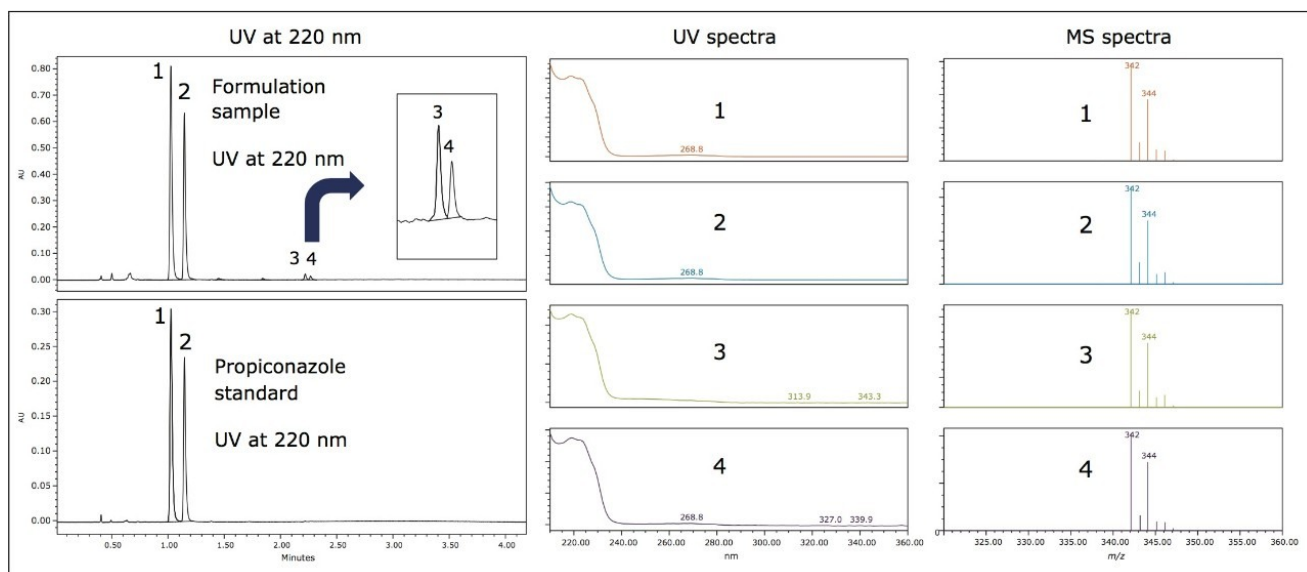 UV at 220 nm
UV spectra
MS spectra
0.80
0.70
0.60
0.50
0.40
0.30
0.20
0.10
0.00
AU
1
2
Formulation
sample
UV at 220 nm
3
4
3 4
0.30
0.25
0.20
0.15
0.10
0.05
0.00
AU
1
2
Propiconazole
standard
UV at 220 nm
0.50 1.00 1.50 2.00 2.50 3.00 3.50 4.00
Minutes
1
268.8
2
268.8
3
313.9 343.3
4
268.8 327.0 339.9
220.00 240.00 260.00 280.00 300.00 320.00 340.00 360.00
nm
342
344
1
342
344
2
342
344
3
342
344
4
325.00 330.00 335.00 340.00 345.00 350.00 355.00 360.00
m/z